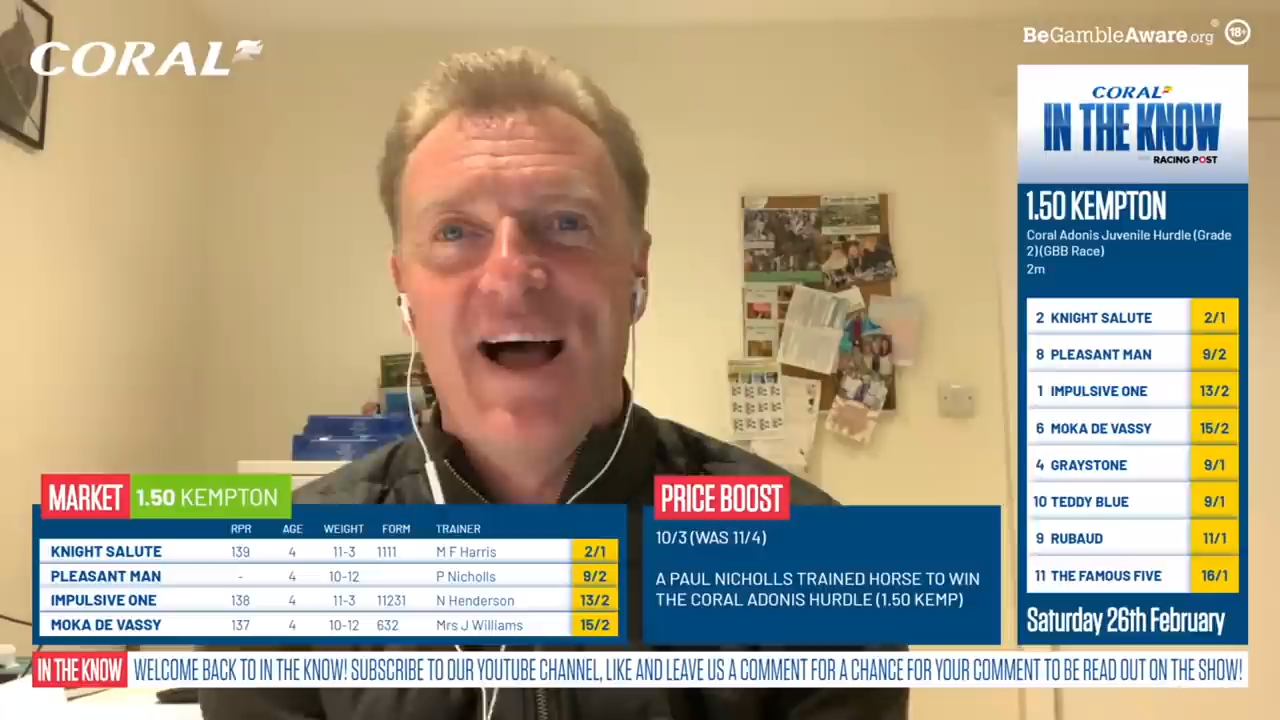 CORAL
BeGambleAware.org® 18+
CORAL
IN THE KNOW
RACING POST
1.50 KEMPTON
Coral Adonis Juvenile Hurdle (Grade
2) (GBB Race)
2m
2 KNIGHT SALUTE 2/1
8 PLEASANT MAN 9/2
1 IMPULSIVE ONE 13/2
6 MOKA DE VASSY 15/2
4 GRAYSTONE 9/1
10 TEDDY BLUE 9/1
9 RUBAUD 11/1
11 THE FAMOUS FIVE 16/1
Saturday 26th February
MARKET 1.50 KEMPTON
RPR AGE WEIGHT FORM TRAINER
KNIGHT SALUTE 139 4 11-3 1111 M F Harris 2/1
PLEASANT MAN - 4 10-12 P Nicholls 9/2
IMPULSIVE ONE 138 4 11-3 11231 N Henderson 13/2
MOKA DE VASSY 137 4 10-12 632 Mrs J Williams 15/2
PRICE BOOST
10/3 (WAS 11/4)
A PAUL NICHOLLS TRAINED HORSE TO WIN
THE CORAL ADONIS HURDLE (1.50 KEMP)
IN THE KNOW WELCOME BACK TO IN THE KNOW! SUBSCRIBE TO OUR YOUTUBE CHANNEL, LIKE AND LEAVE US A COMMENT FOR A CHANCE FOR YOUR COMMENT TO BE READ OUT ON THE SHOW!